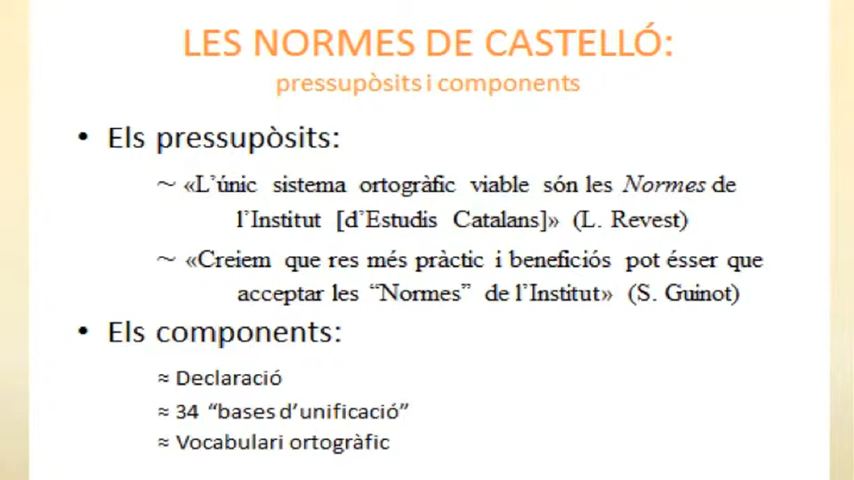 LES NORMES DE CASTELLÓ:
pressupòsits i components
• Els pressupòsits:
~ «L'únic sistema ortogràfic viable són les Normes de
l'Institut [d'Estudis Catalans]» (L. Revest)
~ «Creiem que res més pràctic i beneficiós pot ésser que
acceptar les “Normes” de l'Institut» (S. Guinot)
• Els components:
≈ Declaració
≈ 34 “bases d'unificació”
≈ Vocabulari ortogràfic